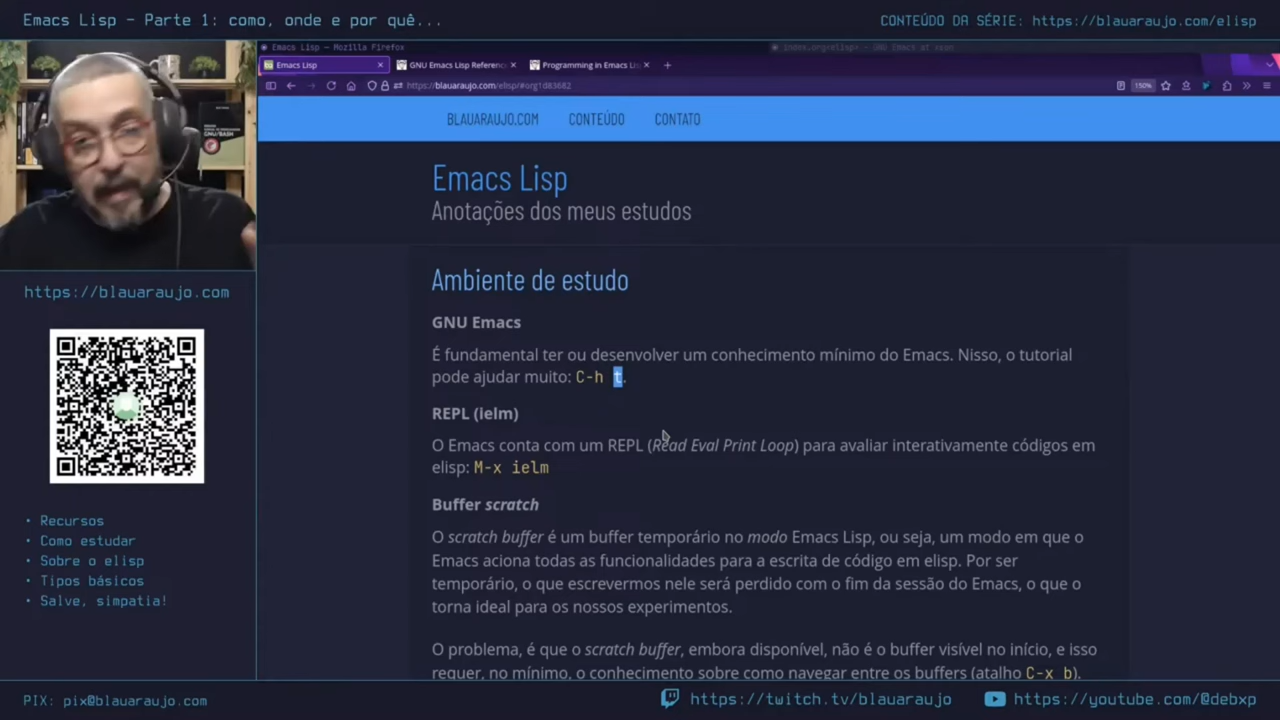 Emacs Lisp - Parte 1: como, onde e por quê...
CONTEÚDO DA SÉRIE: https://blauaraujo.com/elisp
Emacs Lisp — Mozilla Firefox
Emacs Lisp
GNU Emacs Lisp Referenc
Programming in Emacs Lis
https://blauaraujo.com/elisp/#org1d83682
150%
BLAUARAUJO.COM
CONTEÚDO
CONTATO
Emacs Lisp
Anotações dos meus estudos
Ambiente de estudo
GNU Emacs
É fundamental ter ou desenvolver um conhecimento mínimo do Emacs. Nisso, o tutorial
pode ajudar muito: C-h t.
REPL (ielm)
O Emacs conta com um REPL (Read Eval Print Loop) para avaliar interativamente códigos em
elisp: M-x ielm
Buffer scratch
O scratch buffer é um buffer temporário no modo Emacs Lisp, ou seja, um modo em que o
Emacs aciona todas as funcionalidades para a escrita de código em elisp. Por ser
temporário, o que escrevermos nele será perdido com o fim da sessão do Emacs, o que o
torna ideal para os nossos experimentos.
O problema, é que o scratch buffer, embora disponível, não é o buffer visível no início, e isso
requer, no mínimo, o conhecimento sobre como navegar entre os buffers (atalho C-x b).
GNU/BASH
https://blauaraujo.com
• Recursos
• Como estudar
• Sobre o elisp
• Tipos básicos
• Salve, simpatia!
PIX: pix@blauaraujo.com
https://twitch.tv/blauaraujo
https://youtube.com/@debxp